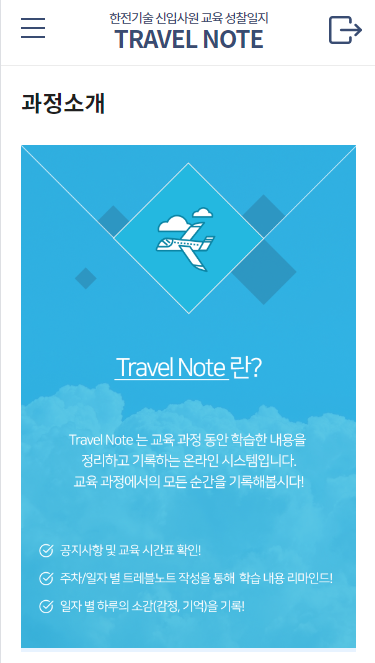 한전기술 신입사원 교육 성찰일지
TRAVEL NOTE
과정소개
Travel Note 란?
Travel Note 는 교육 과정 동안 학습한 내용을
정리하고 기록하는 온라인 시스템입니다.
교육 과정에서의 모든 순간을 기록해봅시다!
공지사항 및 교육 시간표 확인!
주차/일자 별 트레블노트 작성을 통해 학습 내용 리마인드!
일자 별 하루의 소감(감정, 기억)을 기록!